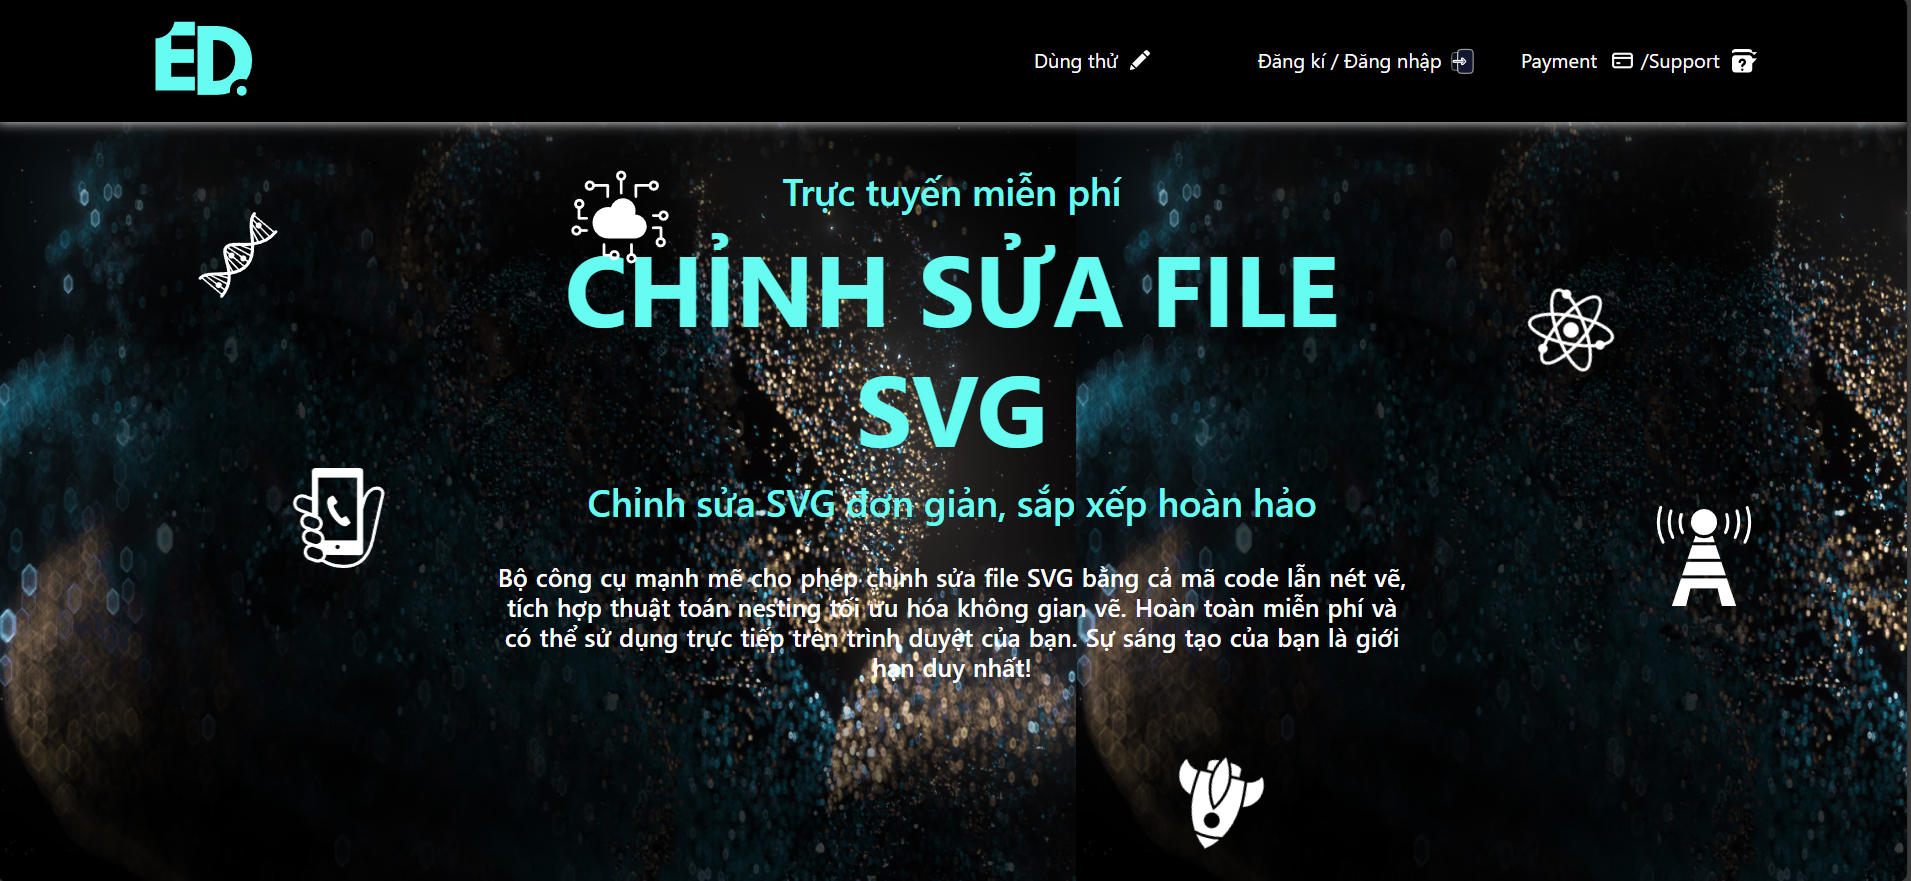 ED.
Dùng thử
Đăng kí / Đăng nhập
Payment /Support
Trực tuyến miễn phí
CHỈNH SỬA FILE
SVG
Chỉnh sửa SVG đơn giản, sắp xếp hoàn hảo
Bộ công cụ mạnh mẽ cho phép chỉnh sửa file SVG bằng cả mã code lẫn nét vẽ,
tích hợp thuật toán nesting tối ưu hóa không gian vẽ. Hoàn toàn miễn phí và
có thể sử dụng trực tiếp trên trình duyệt của bạn. Sự sáng tạo của bạn là giới
hạn duy nhất!